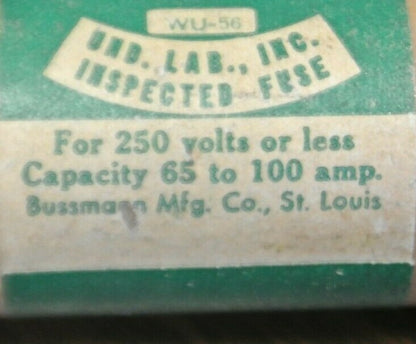 WU-56
UND. LAB., INC.
INSPECTED FUSE
For 250 volts or less
Capacity 65 to 100 amp.
Bussmann Mfg. Co., St. Louis